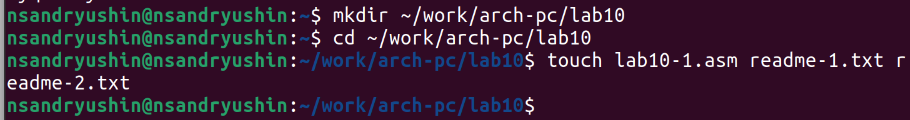 nsandryushin@nsandryushin:~$ mkdir ~/work/arch-pc/lab10
nsandryushin@nsandryushin:~$ cd ~/work/arch-pc/lab10
nsandryushin@nsandryushin:~/work/arch-pc/lab10$ touch lab10-1.asm readme-1.txt r
eadme-2.txt
nsandryushin@nsandryushin:~/work/arch-pc/lab10$